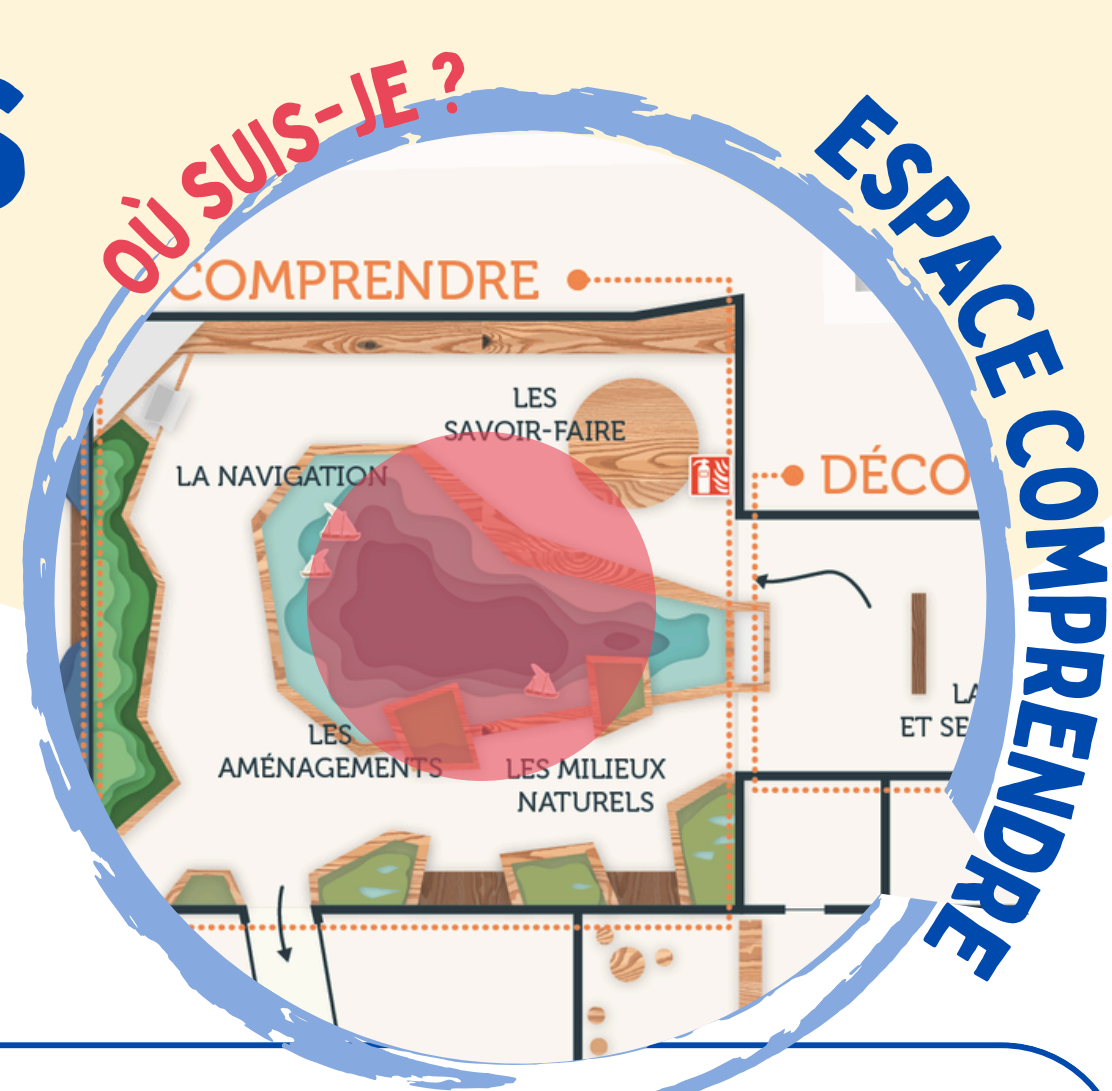 S
OÙ SUIS-JE ?
ESPACE COMPRENDRE
COMPRENDRE
LES
SAVOIR-FAIRE
LA NAVIGATION
DÉCO
LA
ET SE
LES
AMÉNAGEMENTS
LES MILIEUX
NATURELS